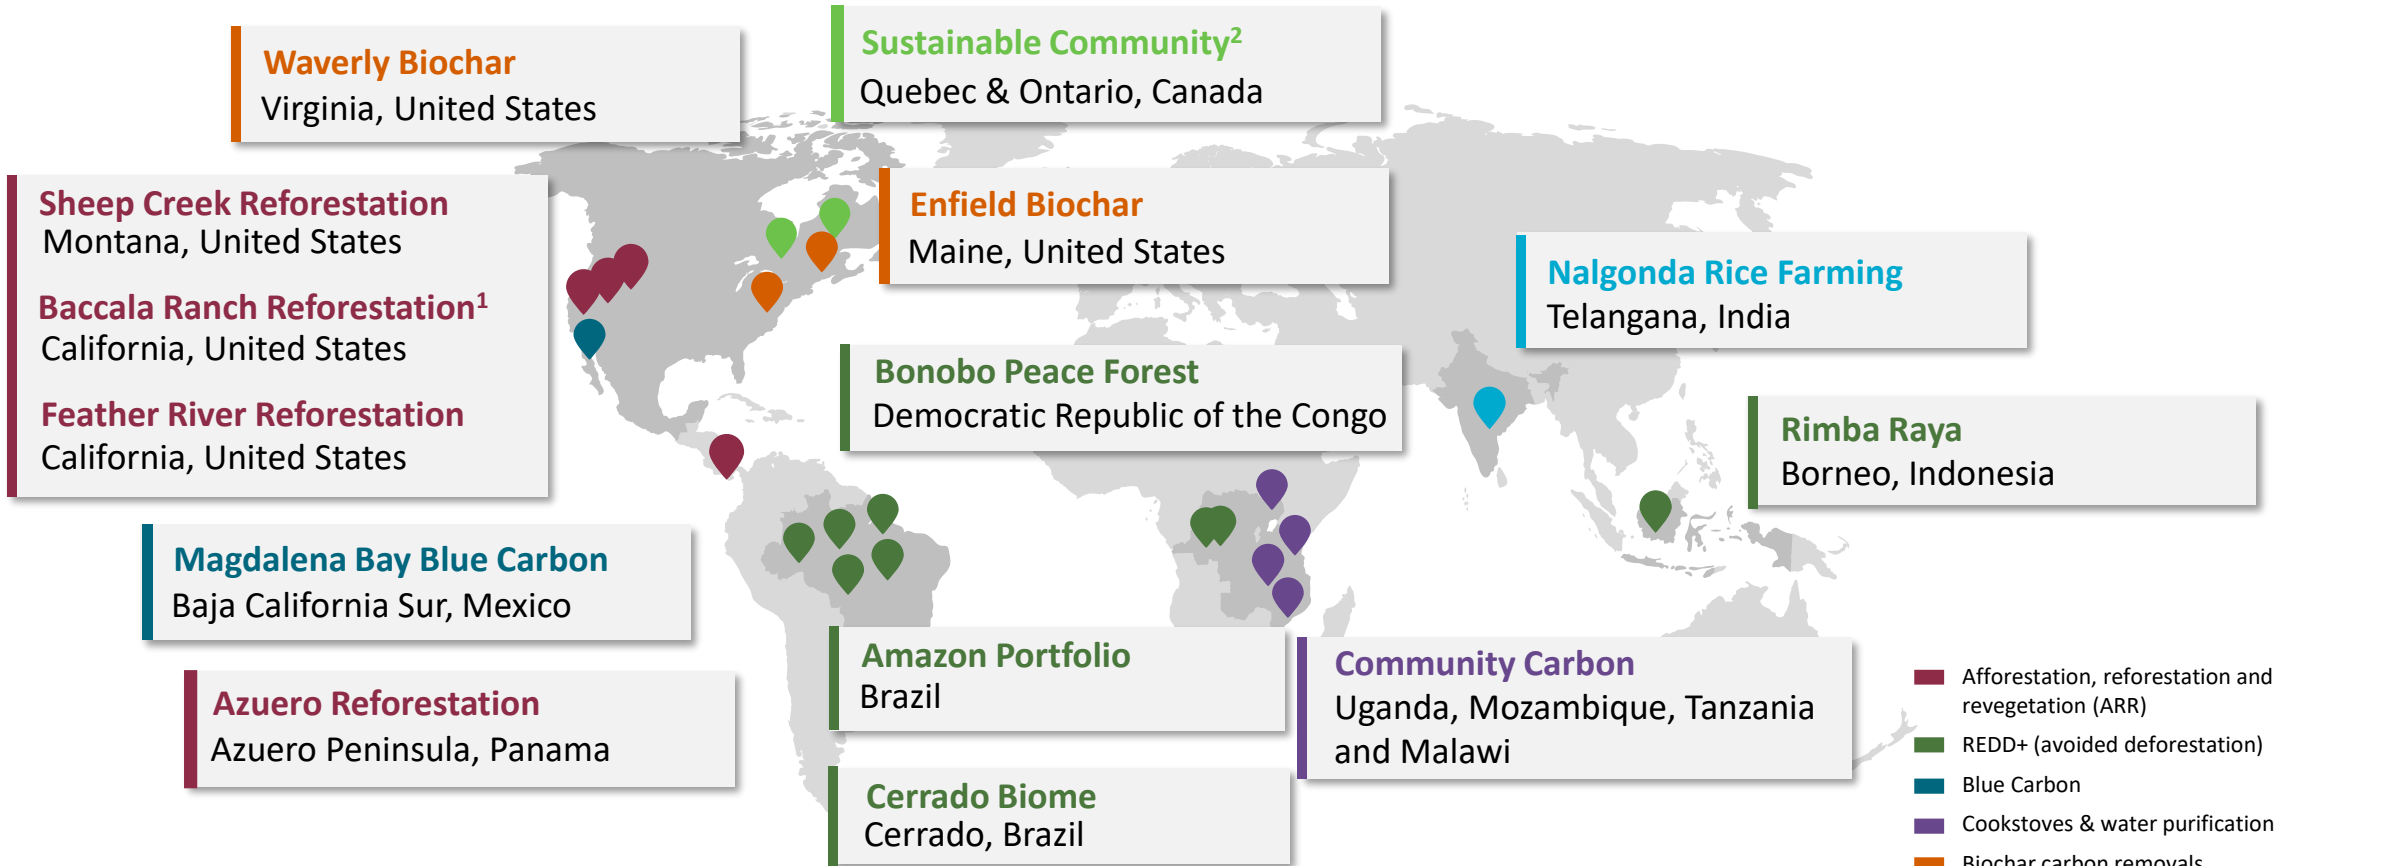 Waverly Biochar
Virginia, United States
Sustainable Community²
Quebec & Ontario, Canada
Sheep Creek Reforestation
Montana, United States
Baccala Ranch Reforestation¹
California, United States
Feather River Reforestation
California, United States
Enfield Biochar
Maine, United States
Nalgonda Rice Farming
Telangana, India
Bonobo Peace Forest
Democratic Republic of the Congo
Rimba Raya
Borneo, Indonesia
Magdalena Bay Blue Carbon
Baja California Sur, Mexico
Azuero Reforestation
Azuero Peninsula, Panama
Amazon Portfolio
Brazil
Cerrado Biome
Cerrado, Brazil
Community Carbon
Uganda, Mozambique, Tanzania
and Malawi
Afforestation, reforestation and
revegetation (ARR)
REDD+ (avoided deforestation)
Blue Carbon
Cookstoves & water purification
Biochar carbon removals